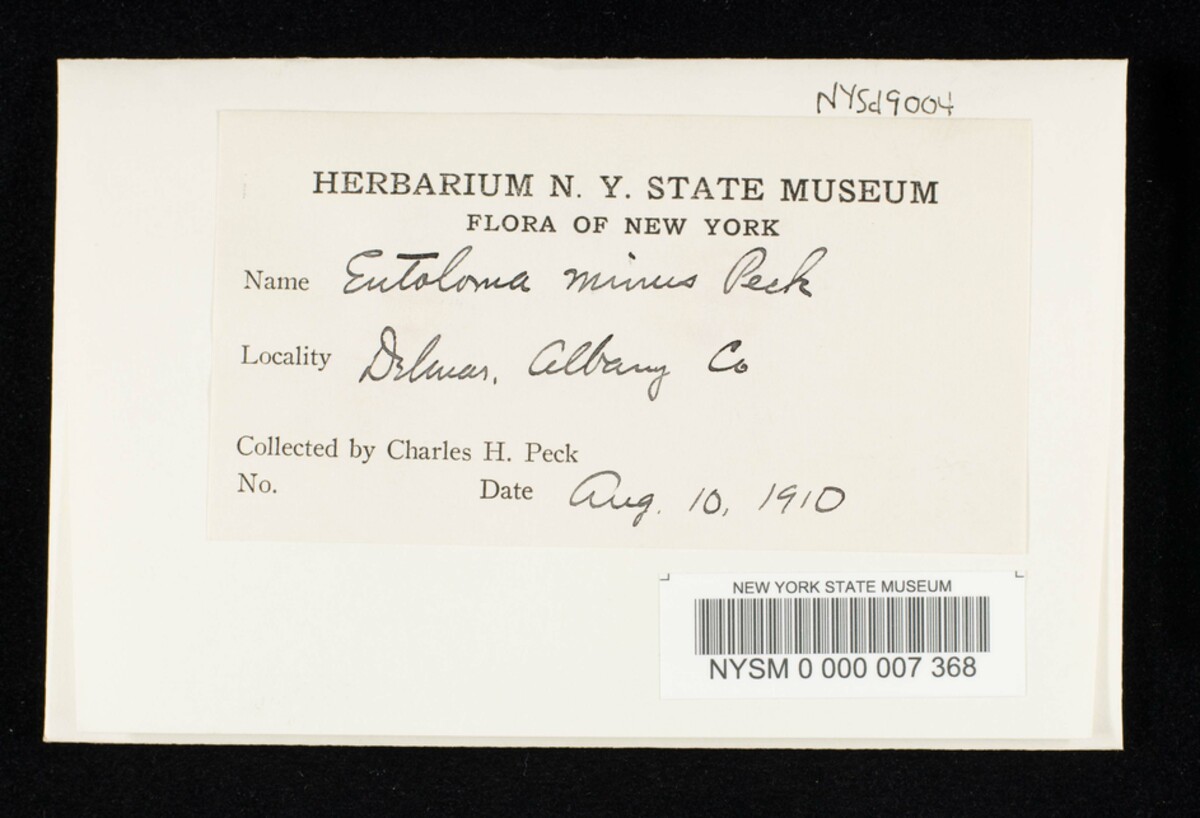 NYSd9004
HERBARIUM N. Y. STATE MUSEUM
FLORA OF NEW YORK
Name Entoloma minus Peck
Locality Delmar, Albany Co
Collected by Charles H. Peck
No. Date Aug. 10, 1910
NEW YORK STATE MUSEUM
NYSM 0 000 007 368